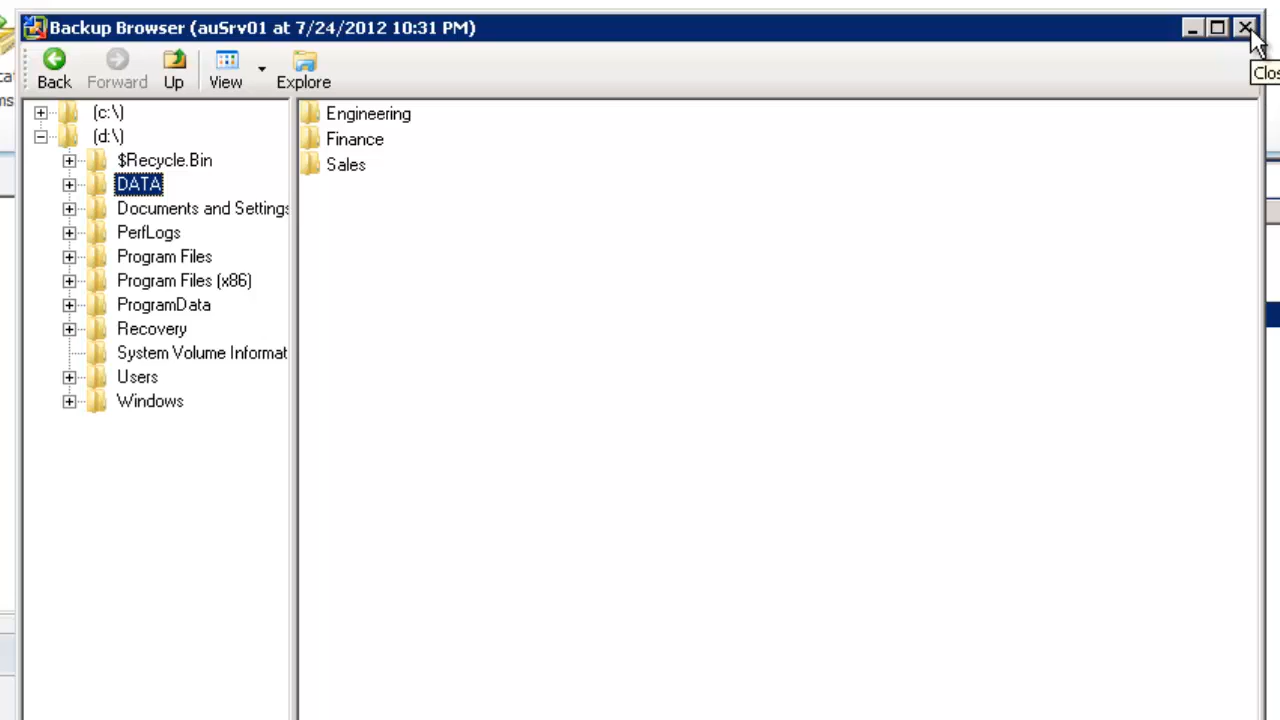 Backup Browser (auSrv01 at 7/24/2012 10:31 PM)
Back
Forward
Up
View
Explore
Clos
ca
ms
(c:\)
(d:\)
$Recycle.Bin
DATA
Documents and Settings
PerfLogs
Program Files
Program Files (x86)
ProgramData
Recovery
System Volume Informat
Users
Windows
Engineering
Finance
Sales